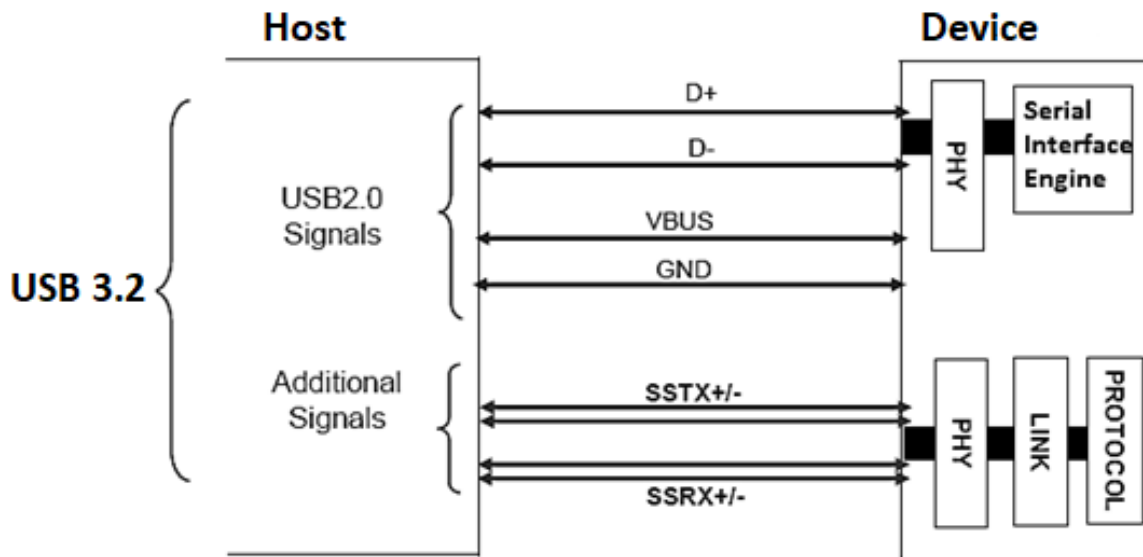 Host
Device
D+
D-
VBUS
GND
USB2.0
Signals
USB 3.2
Additional
Signals
SSTX+/-
SSRX+/-
PHY
Serial
Interface
Engine
PHY
LINK
PROTOCOL